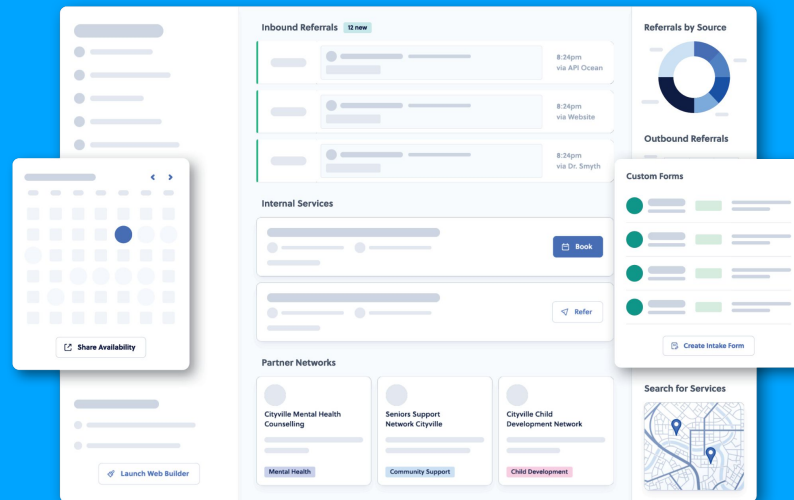 Inbound Referrals 12 new
8:24pm
via API Ocean
8:24pm
via Website
8:24pm
via Dr. Smyth
Internal Services
Book
Refer
Partner Networks
Cityville Mental Health
Counselling
Mental Health
Seniors Support
Network Cityville
Community Support
Cityville Child
Development Network
Child Development
Share Availability
Launch Web Builder
Referrals by Source
Outbound Referrals
Custom Forms
Create Intake Form
Search for Services